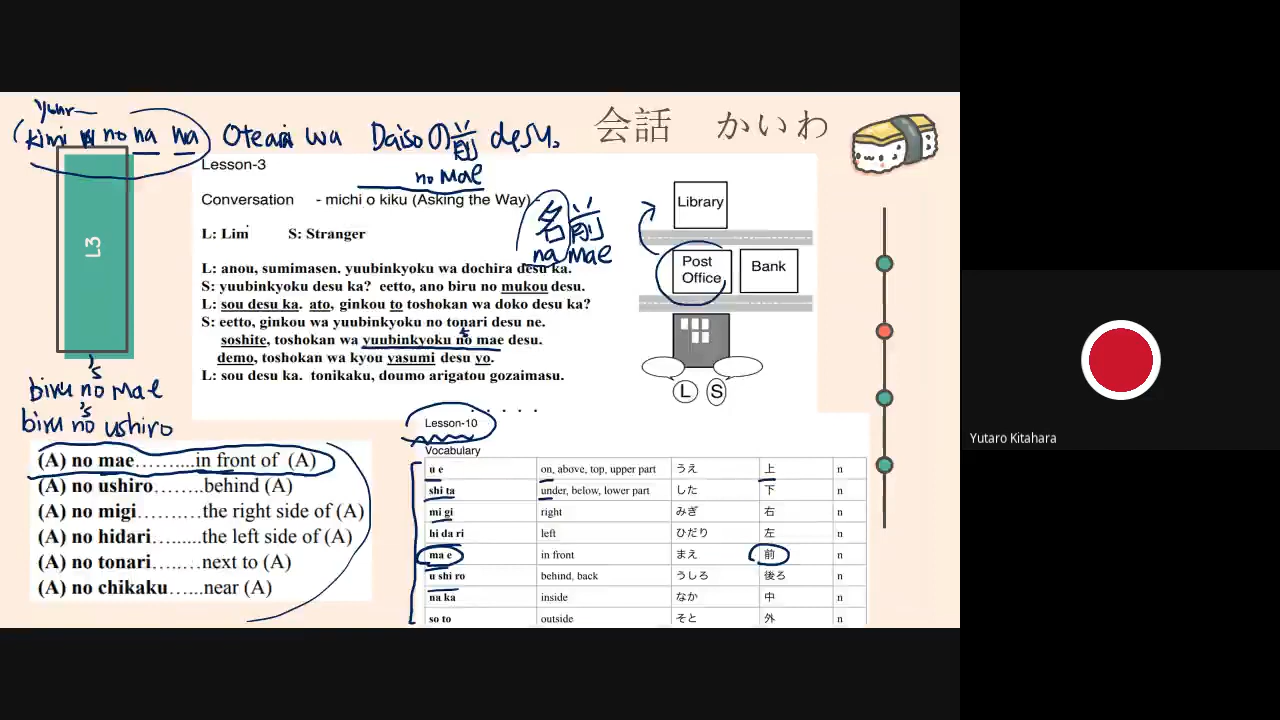 your
(kimi no na wa) Otearai wa Daisoの前 desu.
no mae
会話 かいわ
Lesson-3
Conversation - michi o kiku (Asking the Way) -
名前
na mae
L: Lim S: Stranger
L: anou, sumimasen. yuubinkyoku wa dochira desu ka.
S: yuubinkyoku desu ka? eetto, ano biru no mukou desu.
L: sou desu ka. ato, ginkou to toshokan wa doko desu ka?
S: eetto, ginkou wa yuubinkyoku no tonari desu ne.
's
soshite, toshokan wa yuubinkyoku no mae desu.
demo, toshokan wa kyou yasumi desu yo.
L: sou desu ka. tonikaku, doumo arigatou gozaimasu.
Library
Post
Office
Bank
L S
L3
's
biru no mae
's
biru no ushiro
(A) no mae……...in front of (A)
(A) no ushiro……..behind (A)
(A) no migi……….the right side of (A)
(A) no hidari…......the left side of (A)
(A) no tonari….…next to (A)
(A) no chikaku…...near (A)
Lesson-10
Vocabulary
u e on, above, top, upper part うえ 上 n
shi ta under, below, lower part した 下 n
mi gi right みぎ 右 n
hi da ri left ひだり 左 n
ma e in front まえ 前 n
u shi ro behind, back うしろ 後ろ n
na ka inside なか 中 n
so to outside そと 外 n
Yutaro Kitahara